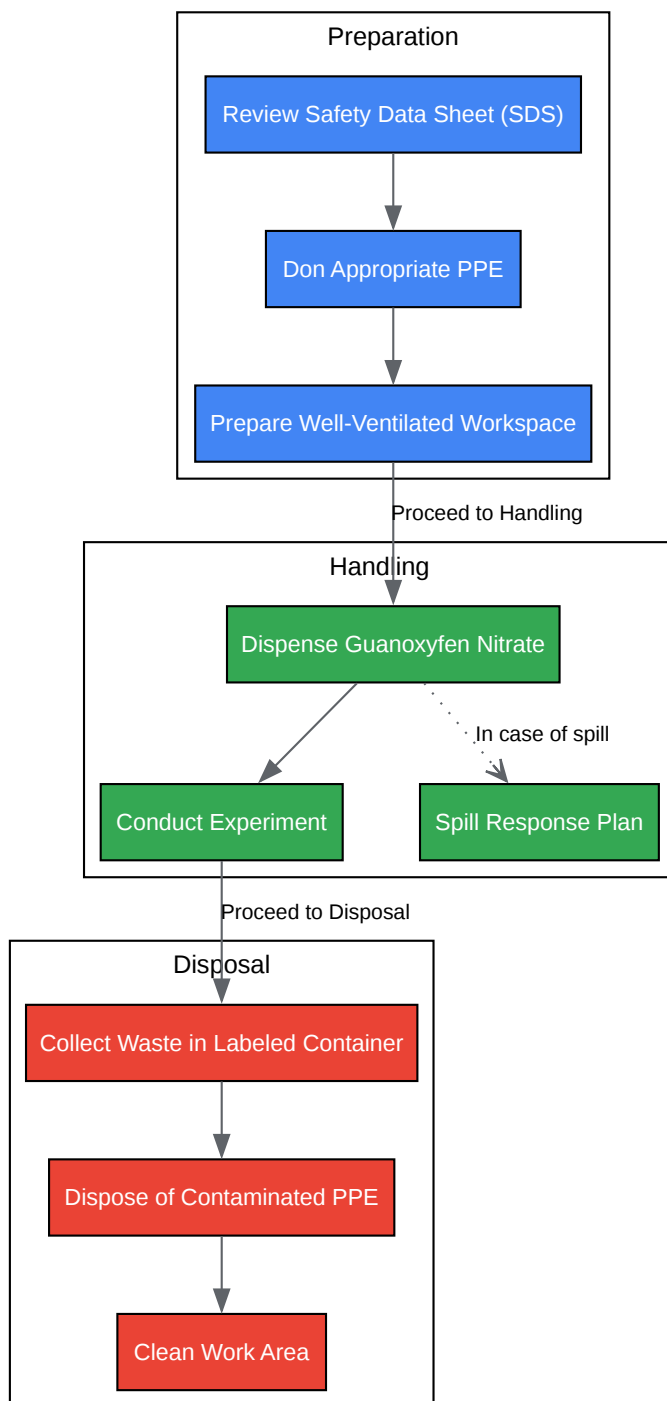 Preparation
Review Safety Data Sheet (SDS)
Don Appropriate PPE
Prepare Well-Ventilated Workspace
Proceed to Handling
Handling
Dispense Guanoxyfen Nitrate
In case of spill
Conduct Experiment
Spill Response Plan
Proceed to Disposal
Disposal
Collect Waste in Labeled Container
Dispose of Contaminated PPE
Clean Work Area